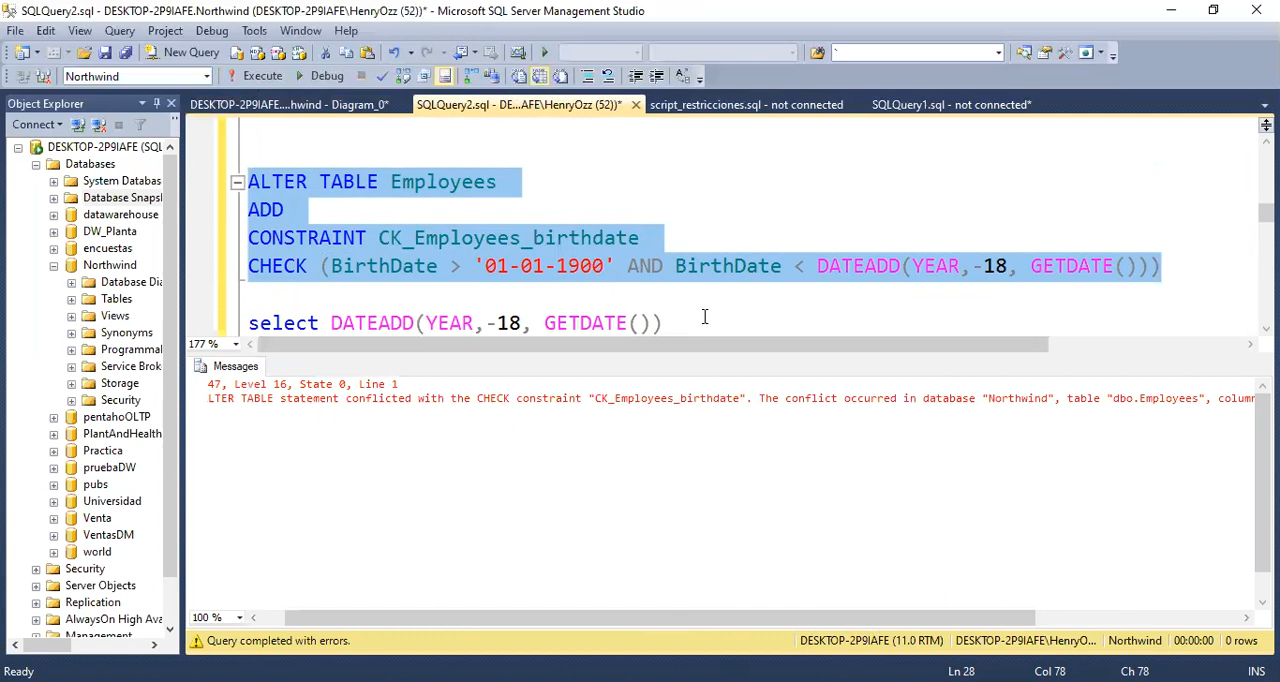 SQLQuery2.sql - DESKTOP-2P9IAFE.Northwind (DESKTOP-2P9IAFE\HenryOzz (52))* - Microsoft SQL Server Management Studio
File Edit View Query Project Debug Tools Window Help
New Query
Northwind Execute Debug
Object Explorer
DESKTOP-2P9IAFE....hwind - Diagram_0* SQLQuery2.sql - DE...AFE\HenryOzz (52))* script_restricciones.sql - not connected SQLQuery1.sql - not connected*
Connect
DESKTOP-2P9IAFE (SQL
Databases
System Databas
Database Snapsl
datawarehouse
DW_Planta
encuestas
Northwind
Database Dia
Tables
Views
Synonyms
Programmal
Service Brok
Storage
Security
pentahoOLTP
PlantAndHealth
Practica
pruebaDW
pubs
Universidad
Venta
VentasDM
world
Security
Server Objects
Replication
AlwaysOn High Ava
Management
ALTER TABLE Employees
ADD
CONSTRAINT CK_Employees_birthdate
CHECK (BirthDate > '01-01-1900' AND BirthDate < DATEADD(YEAR,-18, GETDATE()))
select DATEADD(YEAR,-18, GETDATE())
177 %
Messages
47, Level 16, State 0, Line 1
LTER TABLE statement conflicted with the CHECK constraint "CK_Employees_birthdate". The conflict occurred in database "Northwind", table "dbo.Employees", column
100 %
Query completed with errors. DESKTOP-2P9IAFE (11.0 RTM) DESKTOP-2P9IAFE\HenryO... Northwind 00:00:00 0 rows
Ready Ln 28 Col 78 Ch 78 INS